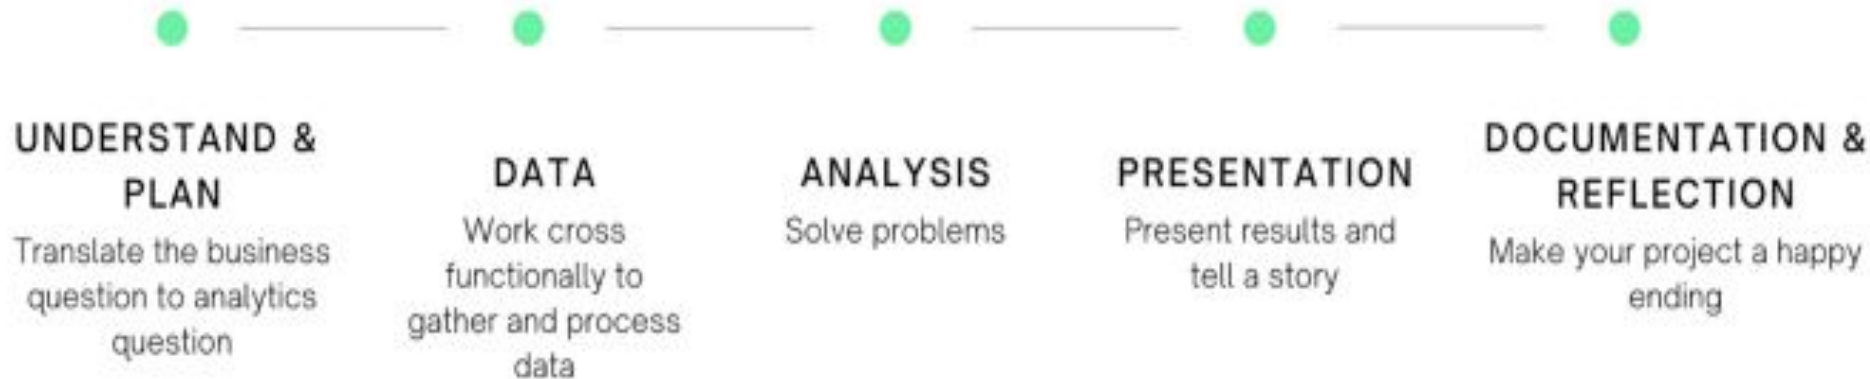 UNDERSTAND &
PLAN
Translate the business
question to analytics
question
DATA
Work cross
functionally to
gather and process
data
ANALYSIS
Solve problems
PRESENTATION
Present results and
tell a story
DOCUMENTATION &
REFLECTION
Make your project a happy
ending